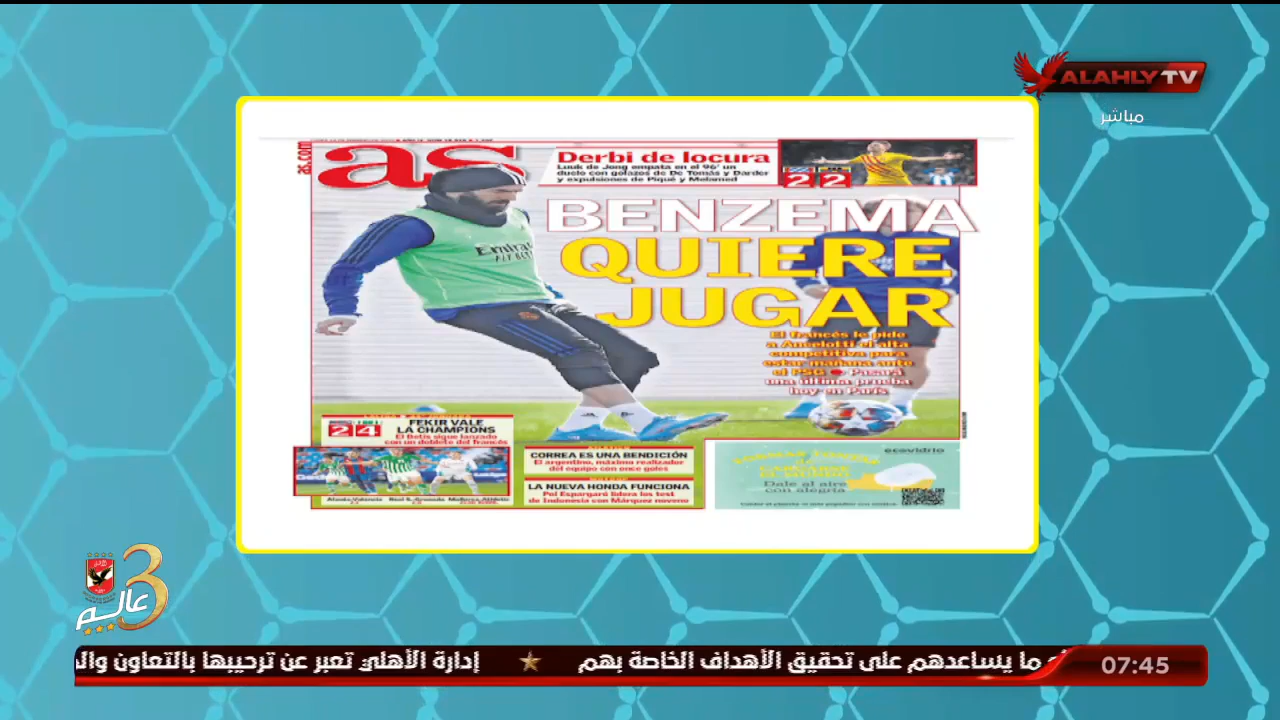 ALAHLY TV
مباشر
as
as.com
Derbi de locura
Luuk de Jong empata en el 96' un
duelo con golazos de De Tomás y Darder
y expulsiones de Piqué y Melamed
2 2
BENZEMA
QUIERE
JUGAR
El francés le pide
a Ancelotti el alta
competitiva para
estar mañana ante
el PSG ● Pasará
una última prueba
hoy en París
Emirates
FLY BETTER
2 4
FEKIR VALE
LA CHAMPIONS
El Betis sigue lanzado
con un doblete del francés
CORREA ES UNA BENDICIÓN
El argentino, máximo realizador
del equipo con once goles
LA NUEVA HONDA FUNCIONA
Pol Espargaró lidera los test
de Indonesia con Márquez noveno
ecovidrio
Dale al aire
con alegría
3
عالم
ـه ما يساعدهم على تحقيق الأهداف الخاصة بهم ★ إدارة الأهلي تعبر عن ترحيبها بالتعاون وال
07:45